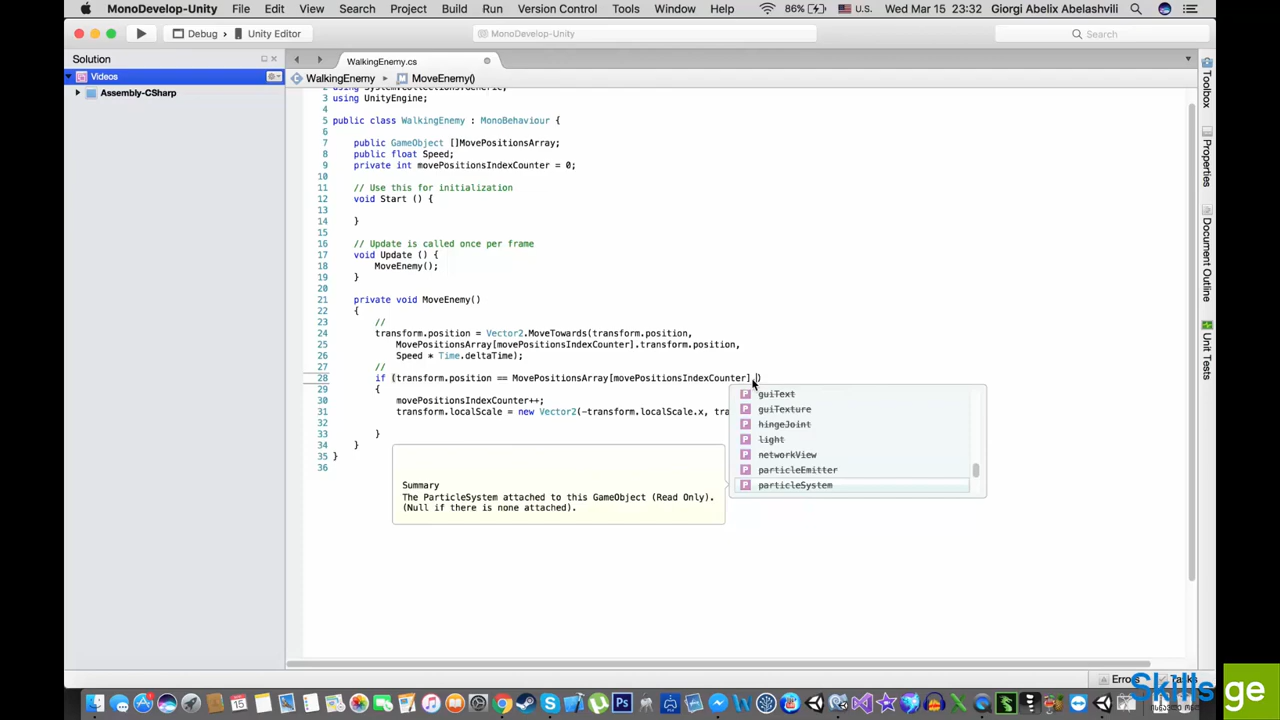 MonoDevelop-Unity File Edit View Search Project Build Run Version Control Tools Window Help 86% U.S. Wed Mar 15 23:32 Giorgi Abelix Abelashvili
Debug Unity Editor MonoDevelop-Unity Search
Solution
WalkingEnemy.cs
Videos
WalkingEnemy MoveEnemy()
Assembly-CSharp
Toolbox
Properties
Document Outline
Unit Tests
2 using System.Collections.Generic;
3 using UnityEngine;
4
5 public class WalkingEnemy : MonoBehaviour {
6
7 public GameObject []MovePositionsArray;
8 public float Speed;
9 private int movePositionsIndexCounter = 0;
10
11 // Use this for initialization
12 void Start () {
13
14 }
15
16 // Update is called once per frame
17 void Update () {
18 MoveEnemy();
19 }
20
21 private void MoveEnemy()
22 {
23 //
24 transform.position = Vector2.MoveTowards(transform.position,
25 MovePositionsArray[movePositionsIndexCounter].transform.position,
26 Speed * Time.deltaTime);
27 //
28 if (transform.position == MovePositionsArray[movePositionsIndexCounter].)
29 {
30 movePositionsIndexCounter++;
31 transform.localScale = new Vector2(-transform.localScale.x, tra
32
33 }
34 }
35 }
36
guiText
guiTexture
hingeJoint
light
networkView
particleEmitter
particleSystem
Summary
The ParticleSystem attached to this GameObject (Read Only).
(Null if there is none attached).
Tasks
Skills ge